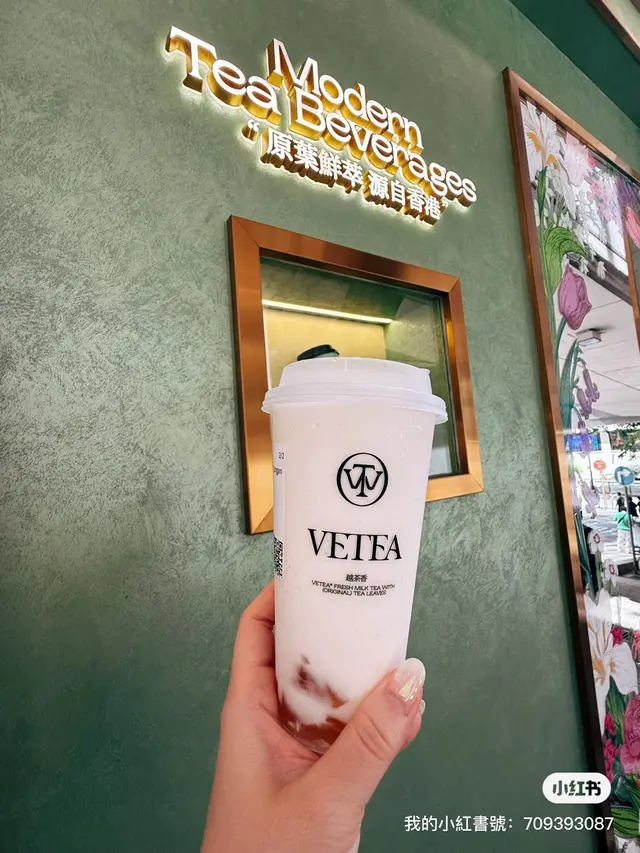 Modern
Tea Beverages
“原葉鮮萃 源自香港”
VETEA
越茶香
VETEA® FRESH MILK TEA WITH
(ORIGINAL) TEA LEAVES
小红书
我的小紅書號：709393087